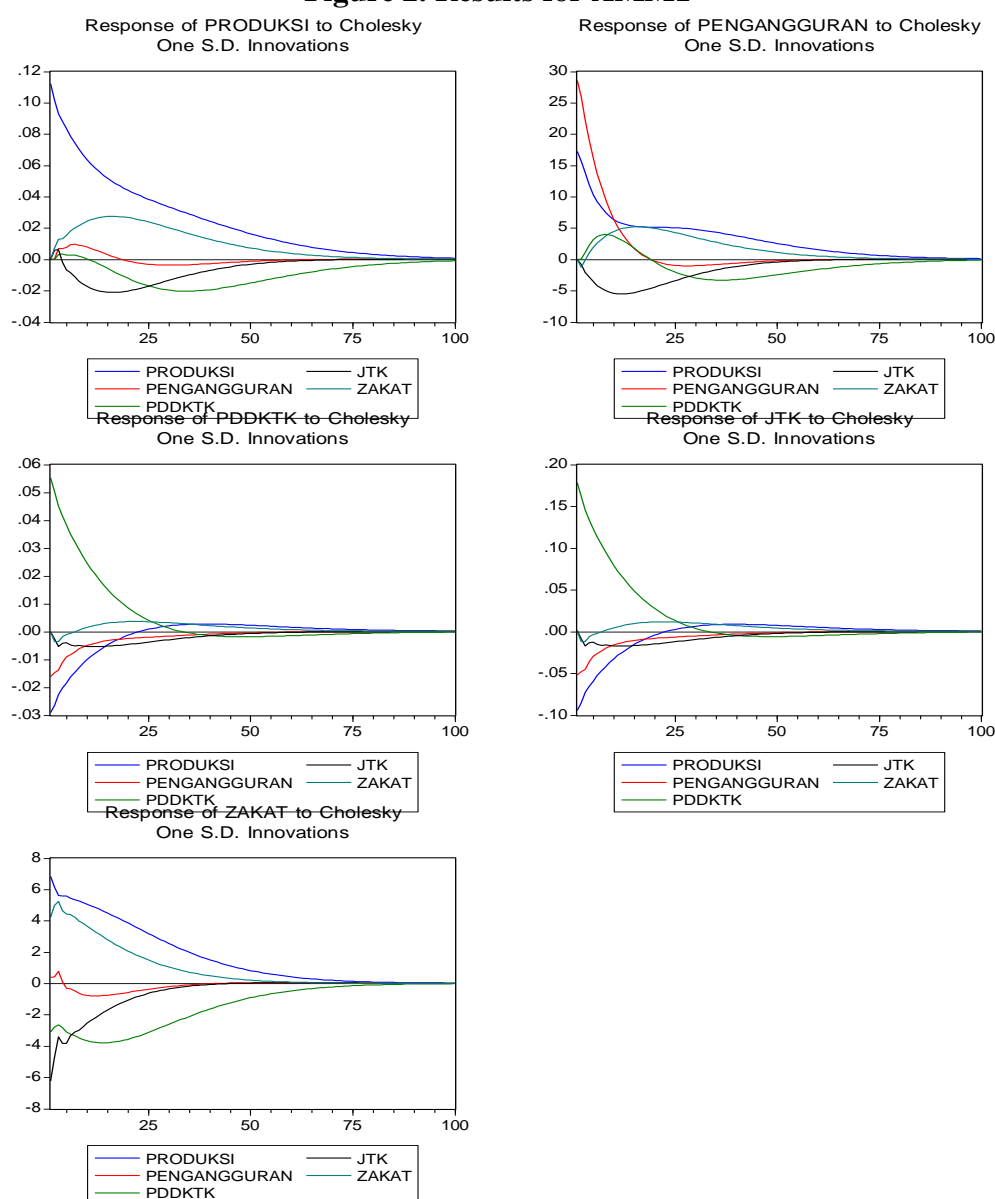 Response of PRODUKSI to Cholesky
One S.D. Innovations
.12
.10
.08
.06
.04
.02
.00
-.02
-.04
25 50 75 100
PRODUKSI JTK
PENGANGGURAN ZAKAT
PDDKTK
Response of PENGANGGURAN to Cholesky
One S.D. Innovations
30
25
20
15
10
5
0
-5
-10
25 50 75 100
PRODUKSI JTK
PENGANGGURAN ZAKAT
PDDKTK
Response of PDDKTK to Cholesky
One S.D. Innovations
.06
.05
.04
.03
.02
.01
.00
-.01
-.02
-.03
25 50 75 100
PRODUKSI JTK
PENGANGGURAN ZAKAT
PDDKTK
Response of JTK to Cholesky
One S.D. Innovations
.20
.15
.10
.05
.00
-.05
-.10
25 50 75 100
PRODUKSI JTK
PENGANGGURAN ZAKAT
PDDKTK
Response of ZAKAT to Cholesky
One S.D. Innovations
8
6
4
2
0
-2
-4
-6
-8
25 50 75 100
PRODUKSI JTK
PENGANGGURAN ZAKAT
PDDKTK